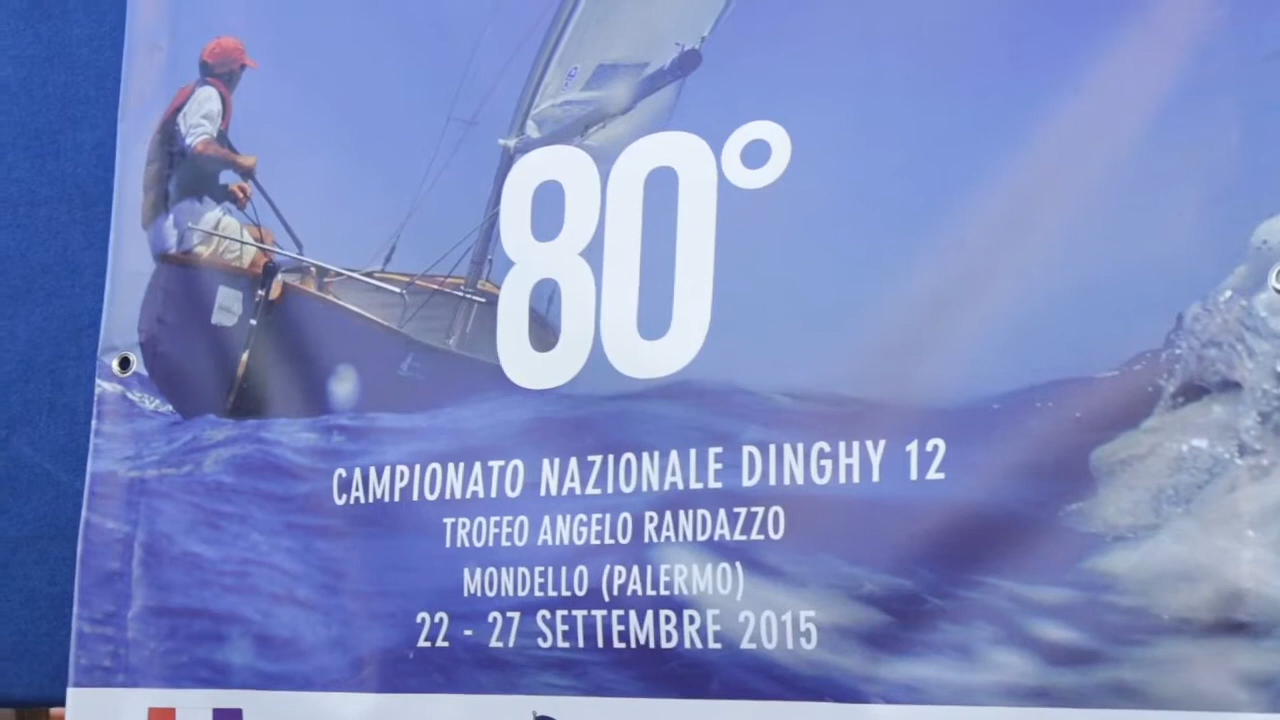 80°
CAMPIONATO NAZIONALE DINGHY 12
TROFEO ANGELO RANDAZZO
MONDELLO (PALERMO)
22 - 27 SETTEMBRE 2015